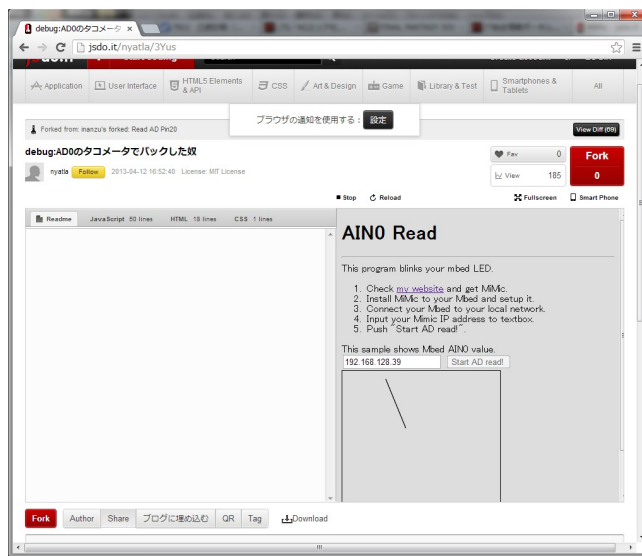 debug:AD0のタコメータ
jsdo.it/nyatla/3Yus
Application
User Interface
HTML5 Elements & API
CSS
Art & Design
Game
Library & Test
Smartphones & Tablets
All
ブラウザの通知を使用する : 設定
Forked from: inanzu's forked: Read AD Pin20
View Diff (69)
debug:AD0のタコメータでバックした奴
nyatla Follow 2013-04-12 16:52:40 License: MIT License
Fav 0
View 185
Fork
0
Stop Reload Fullscreen Smart Phone
Readme JavaScript 50 lines HTML 18 lines CSS 1 lines
AIN0 Read
This program blinks your mbed LED.
1. Check my website and get MiMic.
2. Install MiMic to your Mbed and setup it.
3. Connect your Mbed to your local network.
4. Input your Mimic IP address to textbox.
5. Push "Start AD read!".
This sample shows Mbed AIN0 value.
192.168.128.39 Start AD read!
Fork Author Share ブログに埋め込む QR Tag Download